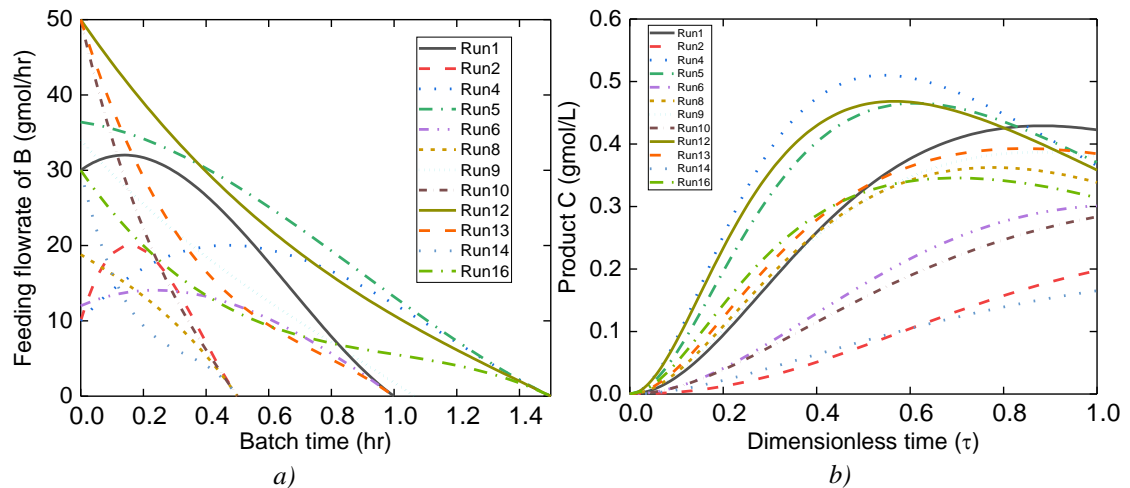 50
40
30
20
10
0
Feeding flowrate of B (gmol/hr)
0.0 0.2 0.4 0.6 0.8 1.0 1.2 1.4
Batch time (hr)
Run1
Run2
Run4
Run5
Run6
Run8
Run9
Run10
Run12
Run13
Run14
Run16
a)
0.6
0.5
0.4
0.3
0.2
0.1
0.0
Product C (gmol/L)
0.0 0.2 0.4 0.6 0.8 1.0
Dimensionless time (τ)
Run1
Run2
Run4
Run5
Run6
Run8
Run9
Run10
Run12
Run13
Run14
Run16
b)